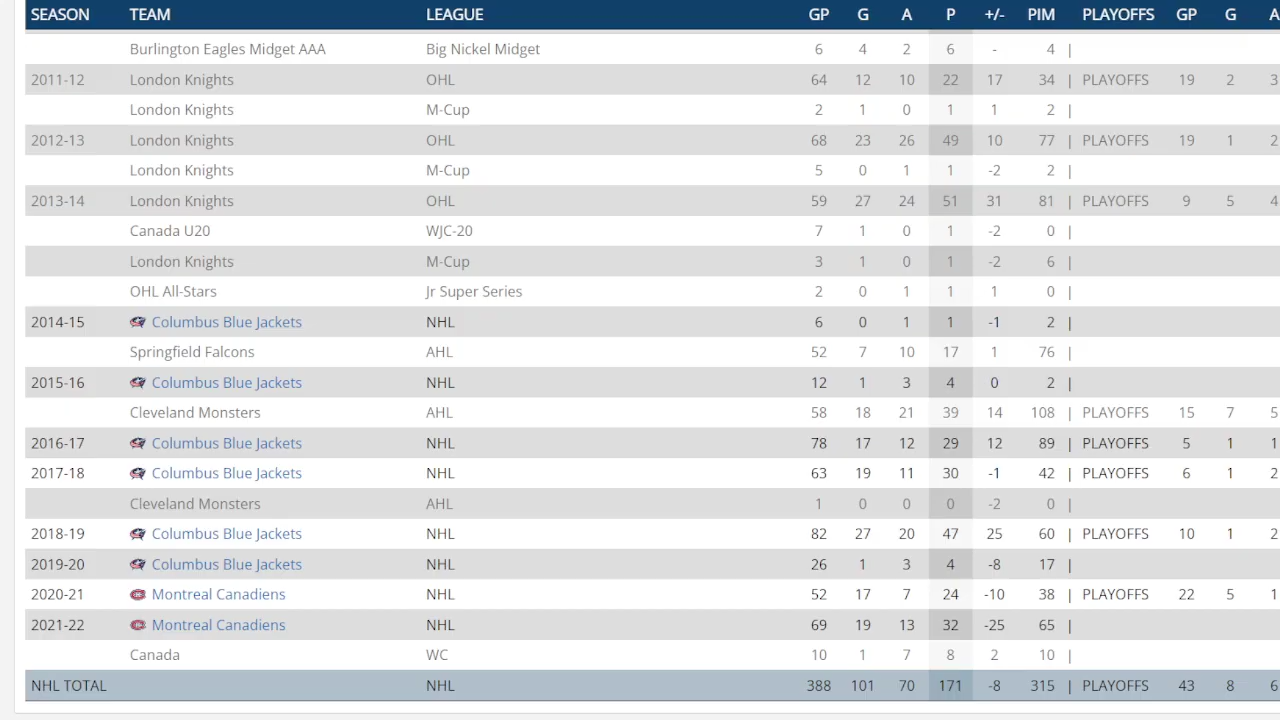 SEASON TEAM LEAGUE GP G A P +/- PIM PLAYOFFS GP G A
Burlington Eagles Midget AAA Big Nickel Midget 6 4 2 6 - 4 |
2011-12 London Knights OHL 64 12 10 22 17 34 | PLAYOFFS 19 2 3
London Knights M-Cup 2 1 0 1 1 2 |
2012-13 London Knights OHL 68 23 26 49 10 77 | PLAYOFFS 19 1 2
London Knights M-Cup 5 0 1 1 -2 2 |
2013-14 London Knights OHL 59 27 24 51 31 81 | PLAYOFFS 9 5 4
Canada U20 WJC-20 7 1 0 1 -2 0 |
London Knights M-Cup 3 1 0 1 -2 6 |
OHL All-Stars Jr Super Series 2 0 1 1 1 0 |
2014-15 Columbus Blue Jackets NHL 6 0 1 1 -1 2 |
Springfield Falcons AHL 52 7 10 17 1 76 |
2015-16 Columbus Blue Jackets NHL 12 1 3 4 0 2 |
Cleveland Monsters AHL 58 18 21 39 14 108 | PLAYOFFS 15 7 5
2016-17 Columbus Blue Jackets NHL 78 17 12 29 12 89 | PLAYOFFS 5 1 1
2017-18 Columbus Blue Jackets NHL 63 19 11 30 -1 42 | PLAYOFFS 6 1 2
Cleveland Monsters AHL 1 0 0 0 -2 0 |
2018-19 Columbus Blue Jackets NHL 82 27 20 47 25 60 | PLAYOFFS 10 1 2
2019-20 Columbus Blue Jackets NHL 26 1 3 4 -8 17 |
2020-21 Montreal Canadiens NHL 52 17 7 24 -10 38 | PLAYOFFS 22 5 1
2021-22 Montreal Canadiens NHL 69 19 13 32 -25 65 |
Canada WC 10 1 7 8 2 10 |
NHL TOTAL NHL 388 101 70 171 -8 315 | PLAYOFFS 43 8 6